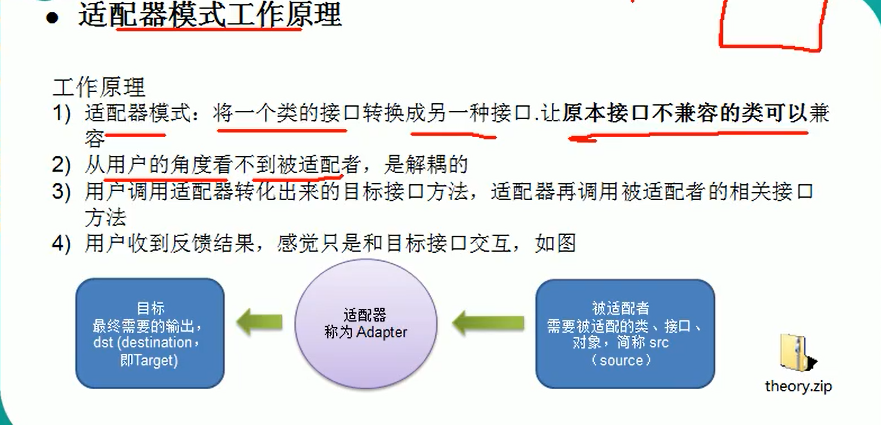 适配器模式工作原理
工作原理
1) 适配器模式：将一个类的接口转换成另一种接口.让原本接口不兼容的类可以兼
容
2) 从用户的角度看不到被适配者，是解耦的
3) 用户调用适配器转化出来的目标接口方法，适配器再调用被适配者的相关接口
方法
4) 用户收到反馈结果，感觉只是和目标接口交互，如图
目标
最终需要的输出，
dst (destination，
即Target)
适配器
称为 Adapter
被适配者
需要被适配的类、接口、
对象，简称 src
（source）
theory.zip